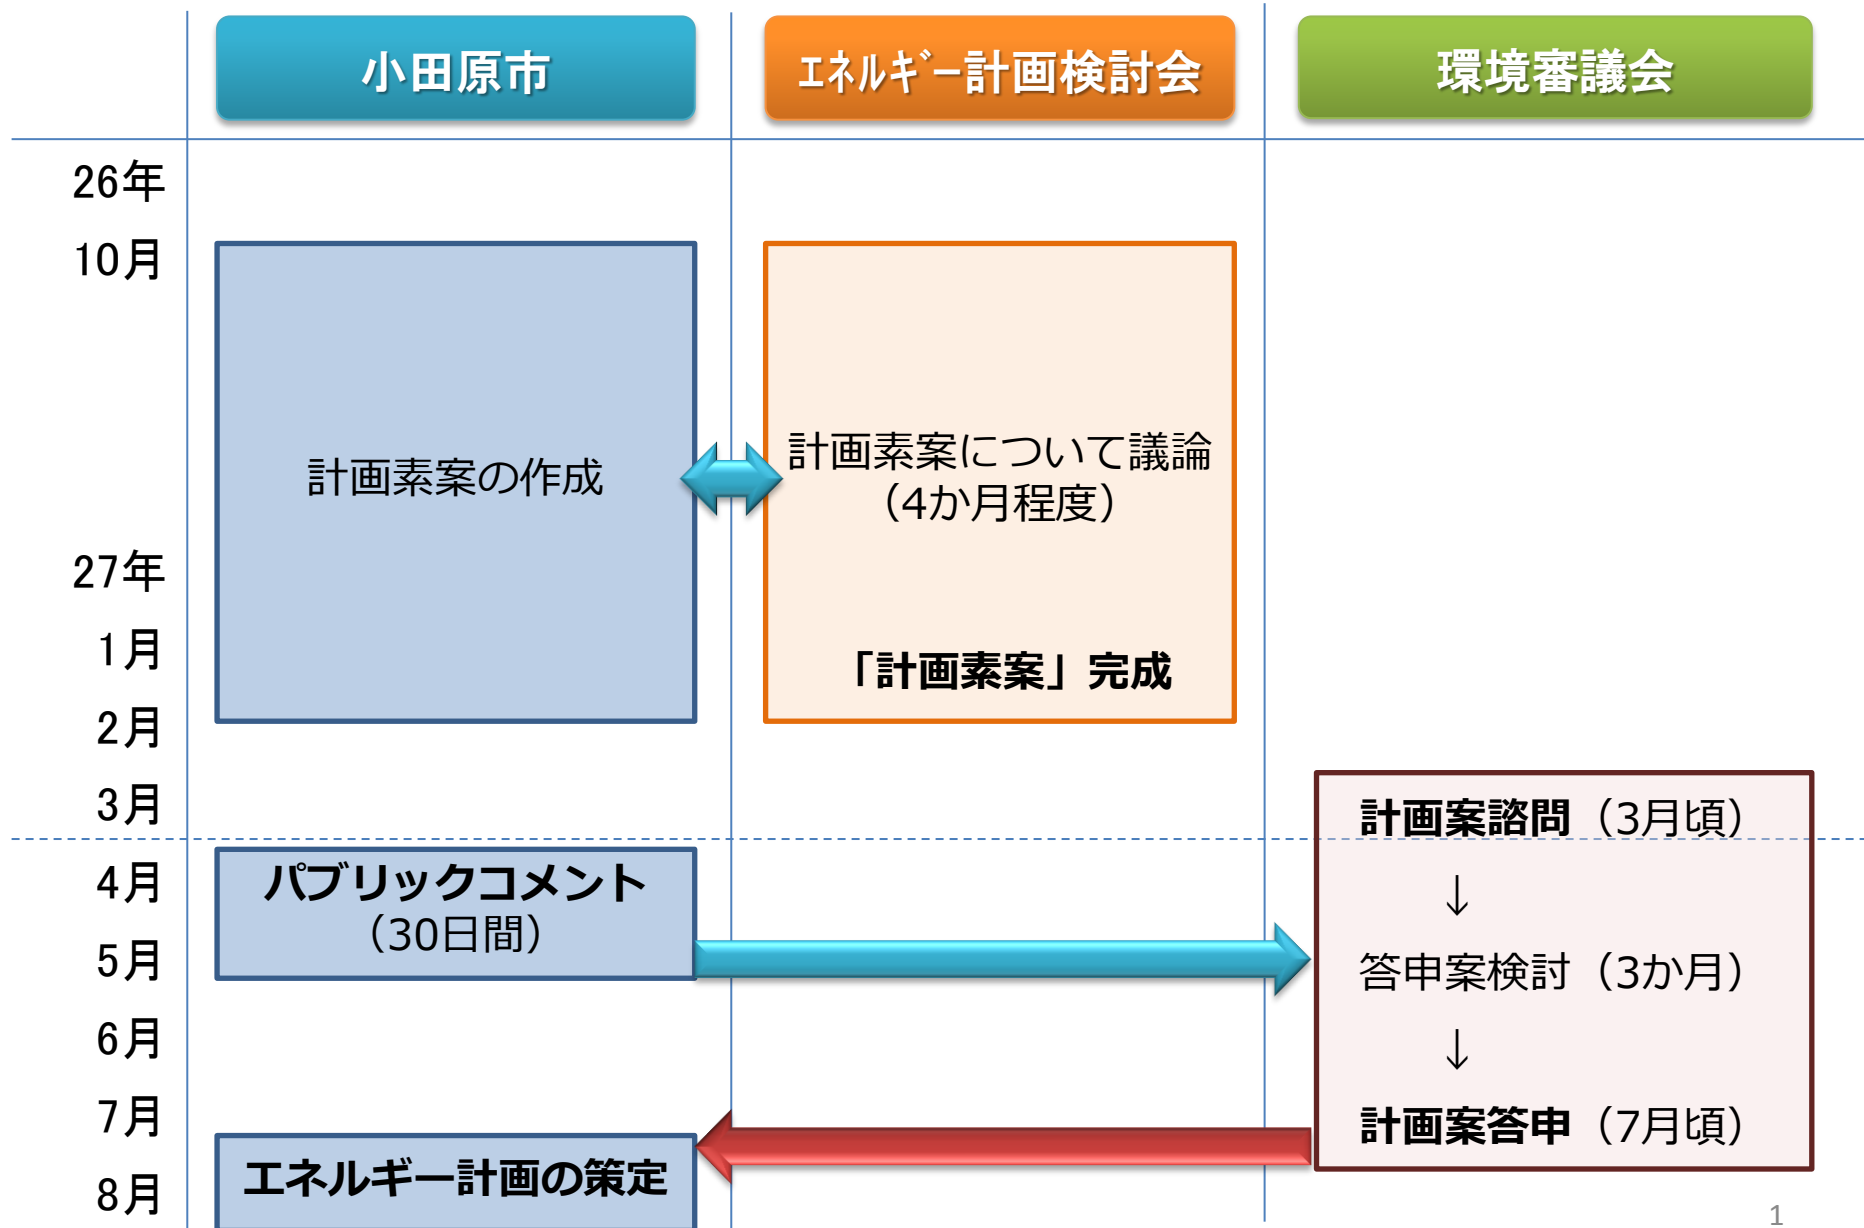 小田原市
ｴﾈﾙｷﾞｰ計画検討会
環境審議会
26年
10月
27年
1月
2月
3月
4月
5月
6月
7月
8月
計画素案の作成
計画素案について議論
（4か月程度）
「計画素案」完成
計画案諮問（3月頃）
↓
答申案検討（3か月）
↓
計画案答申（7月頃）
パブリックコメント
（30日間）
エネルギー計画の策定
1